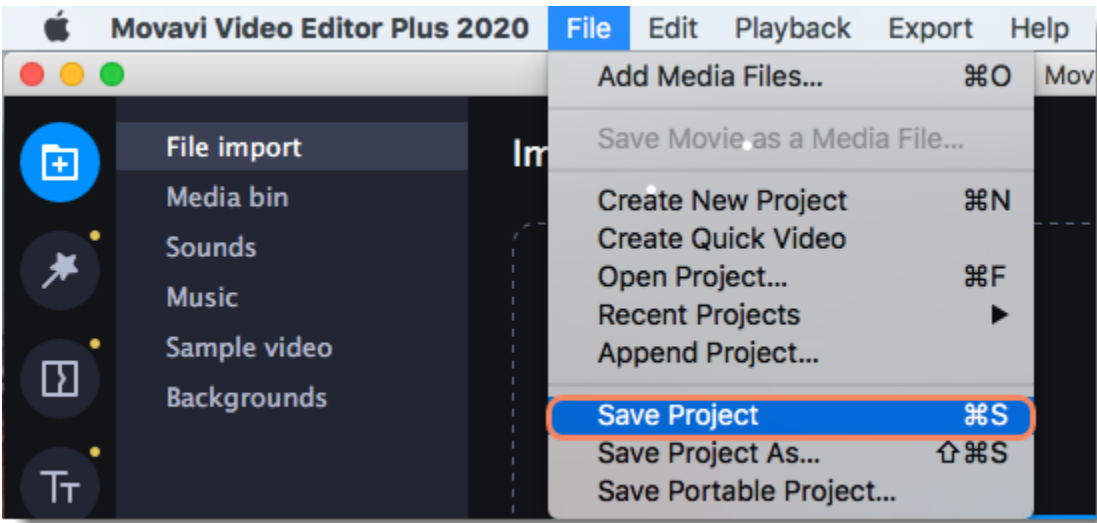 Movavi Video Editor Plus 2020 File Edit Playback Export Help
Add Media Files... ⌘O Mov
File import Im
Save Movie as a Media File...
Media bin
Create New Project ⌘N
Sounds
Create Quick Video
Open Project... ⌘F
Music
Recent Projects ▶
Sample video
Append Project...
Backgrounds
Save Project ⌘S
Save Project As... ⇧⌘S
TT
Save Portable Project...